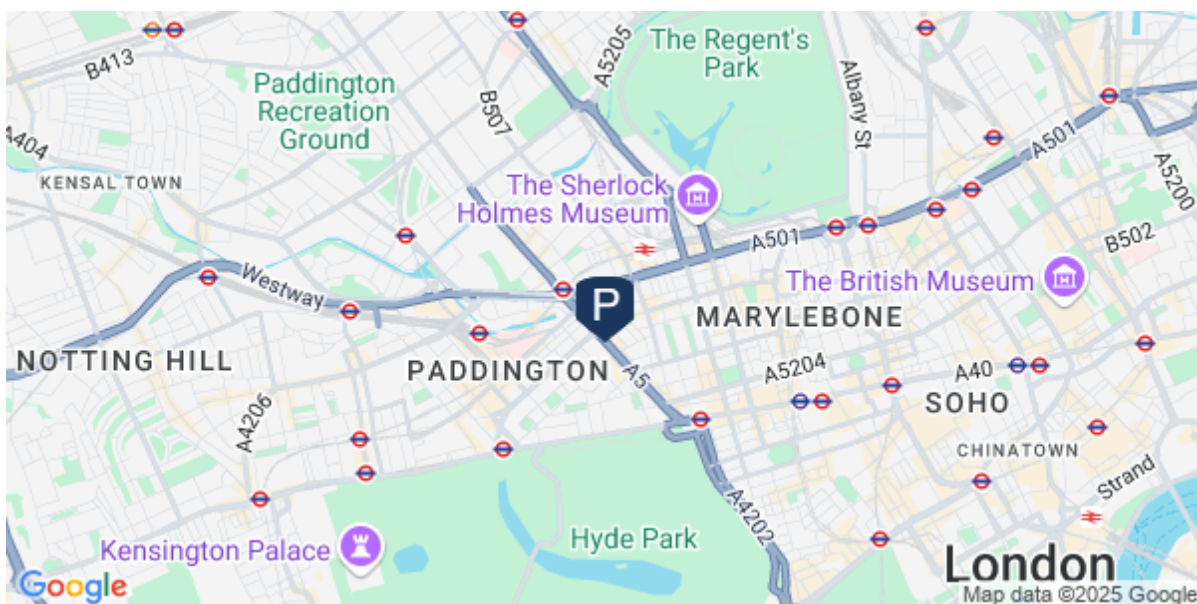 B413
A5205
The Regent's
Park
Paddington
Recreation
Ground
B507
Albany St
A404
A501
A5200
KENSAL TOWN
The Sherlock
Holmes Museum
A501
B502
Westway
The British Museum
P
MARYLEBONE
NOTTING HILL
PADDINGTON
A5
A5204
A40
SOHO
A4206
CHINATOWN
Strand
A4202
Kensington Palace
Hyde Park
London
Google
Map data ©2025 Google